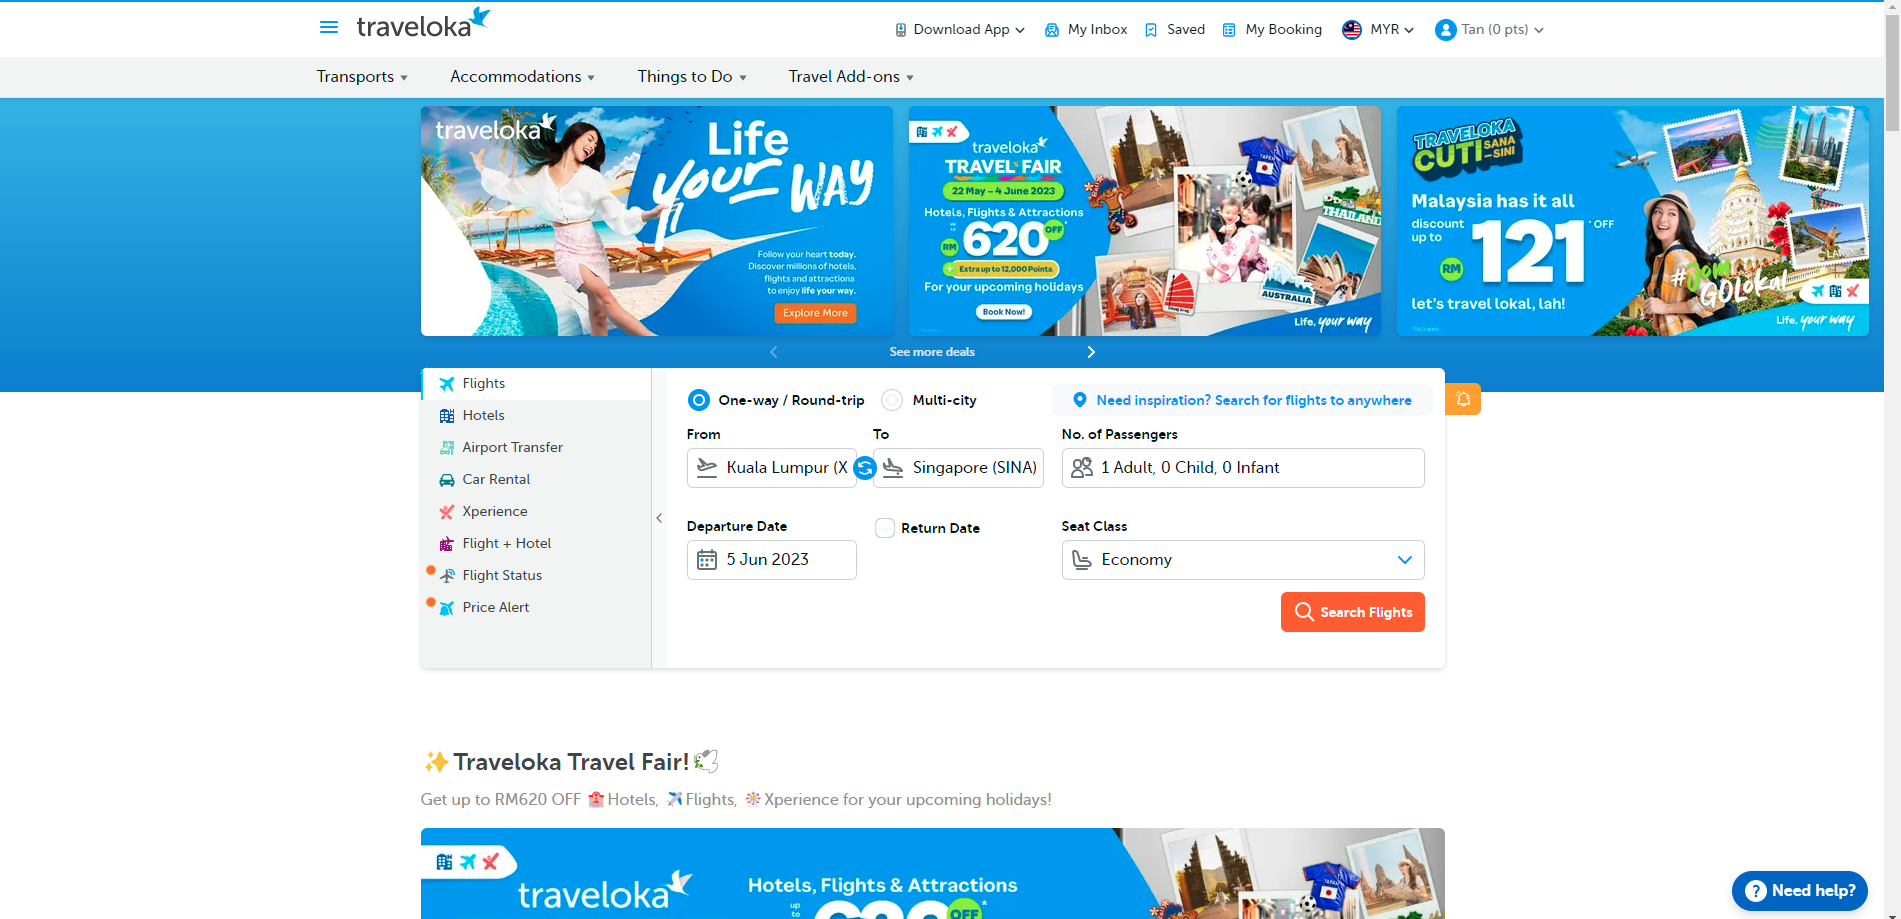 traveloka
Download App
My Inbox
Saved
My Booking
MYR
Tan (0 pts)
Transports
Accommodations
Things to Do
Travel Add-ons
traveloka
Life
your WAY
Follow your heart today.
Discover millions of hotels,
flights and attractions
to enjoy life your way.
Explore More
traveloka
TRAVEL FAIR
22 May – 4 June 2023
Hotels, Flights & Attractions
up to
RM 620 OFF*
+ Extra up to 12,000 Points
For your upcoming holidays
Book Now!
JAPAN
THAILAND
AUSTRALIA
Life, your way
TRAVELOKA
CUTI SANA
-SINI
Malaysia has it all
discount
up to
RM 121 *OFF
let's travel lokal, lah!
#Jom
GOLokal
Life, your way
See more deals
Flights
Hotels
Airport Transfer
Car Rental
Xperience
Flight + Hotel
Flight Status
Price Alert
One-way / Round-trip
Multi-city
Need inspiration? Search for flights to anywhere
From
To
No. of Passengers
Kuala Lumpur (X
Singapore (SINA)
1 Adult, 0 Child, 0 Infant
Departure Date
Return Date
Seat Class
5 Jun 2023
Economy
Search Flights
✨Traveloka Travel Fair!🕊
Get up to RM620 OFF 🏩Hotels, ✈Flights, 🎡Xperience for your upcoming holidays!
traveloka
Hotels, Flights & Attractions
up
to
620 OFF*
? Need help?